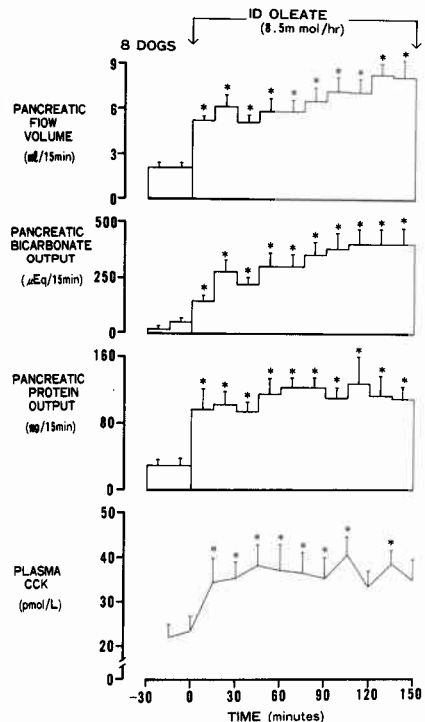 ID OLEATE
(8.5m mol/hr)
8 DOGS
9
6
3
0
PANCREATIC
FLOW
VOLUME
(mℓ/15min)
* * * * * * * * * *
500
250
0
PANCREATIC
BICARBONATE
OUTPUT
(μEq/15min)
* * * * * * * * * *
160
80
0
PANCREATIC
PROTEIN
OUTPUT
(mg/15min)
* * * * * * * * * *
50
40
30
20
0
PLASMA
CCK
(pmol/L)
* * * * * * * *
-30 0 30 60 90 120 150
TIME (minutes)